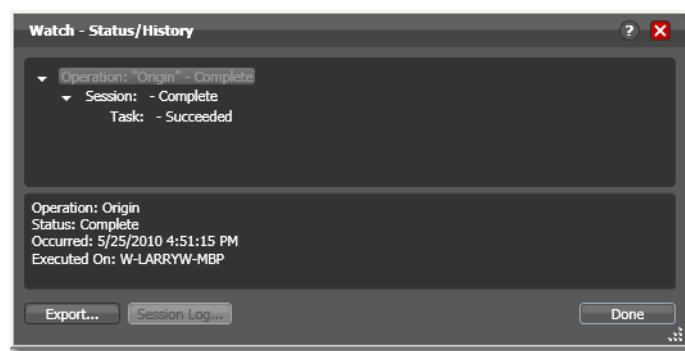 Watch - Status/History
?
Operation: "Origin" - Complete
Session: - Complete
Task: - Succeeded
Operation: Origin
Status: Complete
Occurred: 5/25/2010 4:51:15 PM
Executed On: W-LARRYW-MBP
Export... Session Log... Done